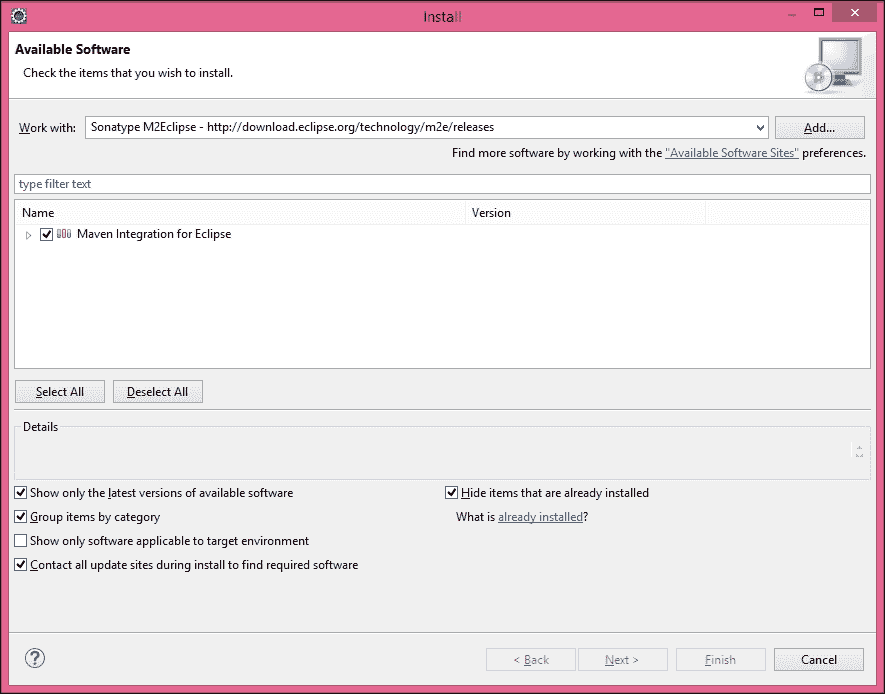 Install
Available Software
Check the items that you wish to install.
Work with: Sonatype M2Eclipse - http://download.eclipse.org/technology/m2e/releases Add...
Find more software by working with the "Available Software Sites" preferences.
type filter text
Name Version
Maven Integration for Eclipse
Select All Deselect All
Details
Show only the latest versions of available software Hide items that are already installed
Group items by category What is already installed?
Show only software applicable to target environment
Contact all update sites during install to find required software
? < Back Next > Finish Cancel